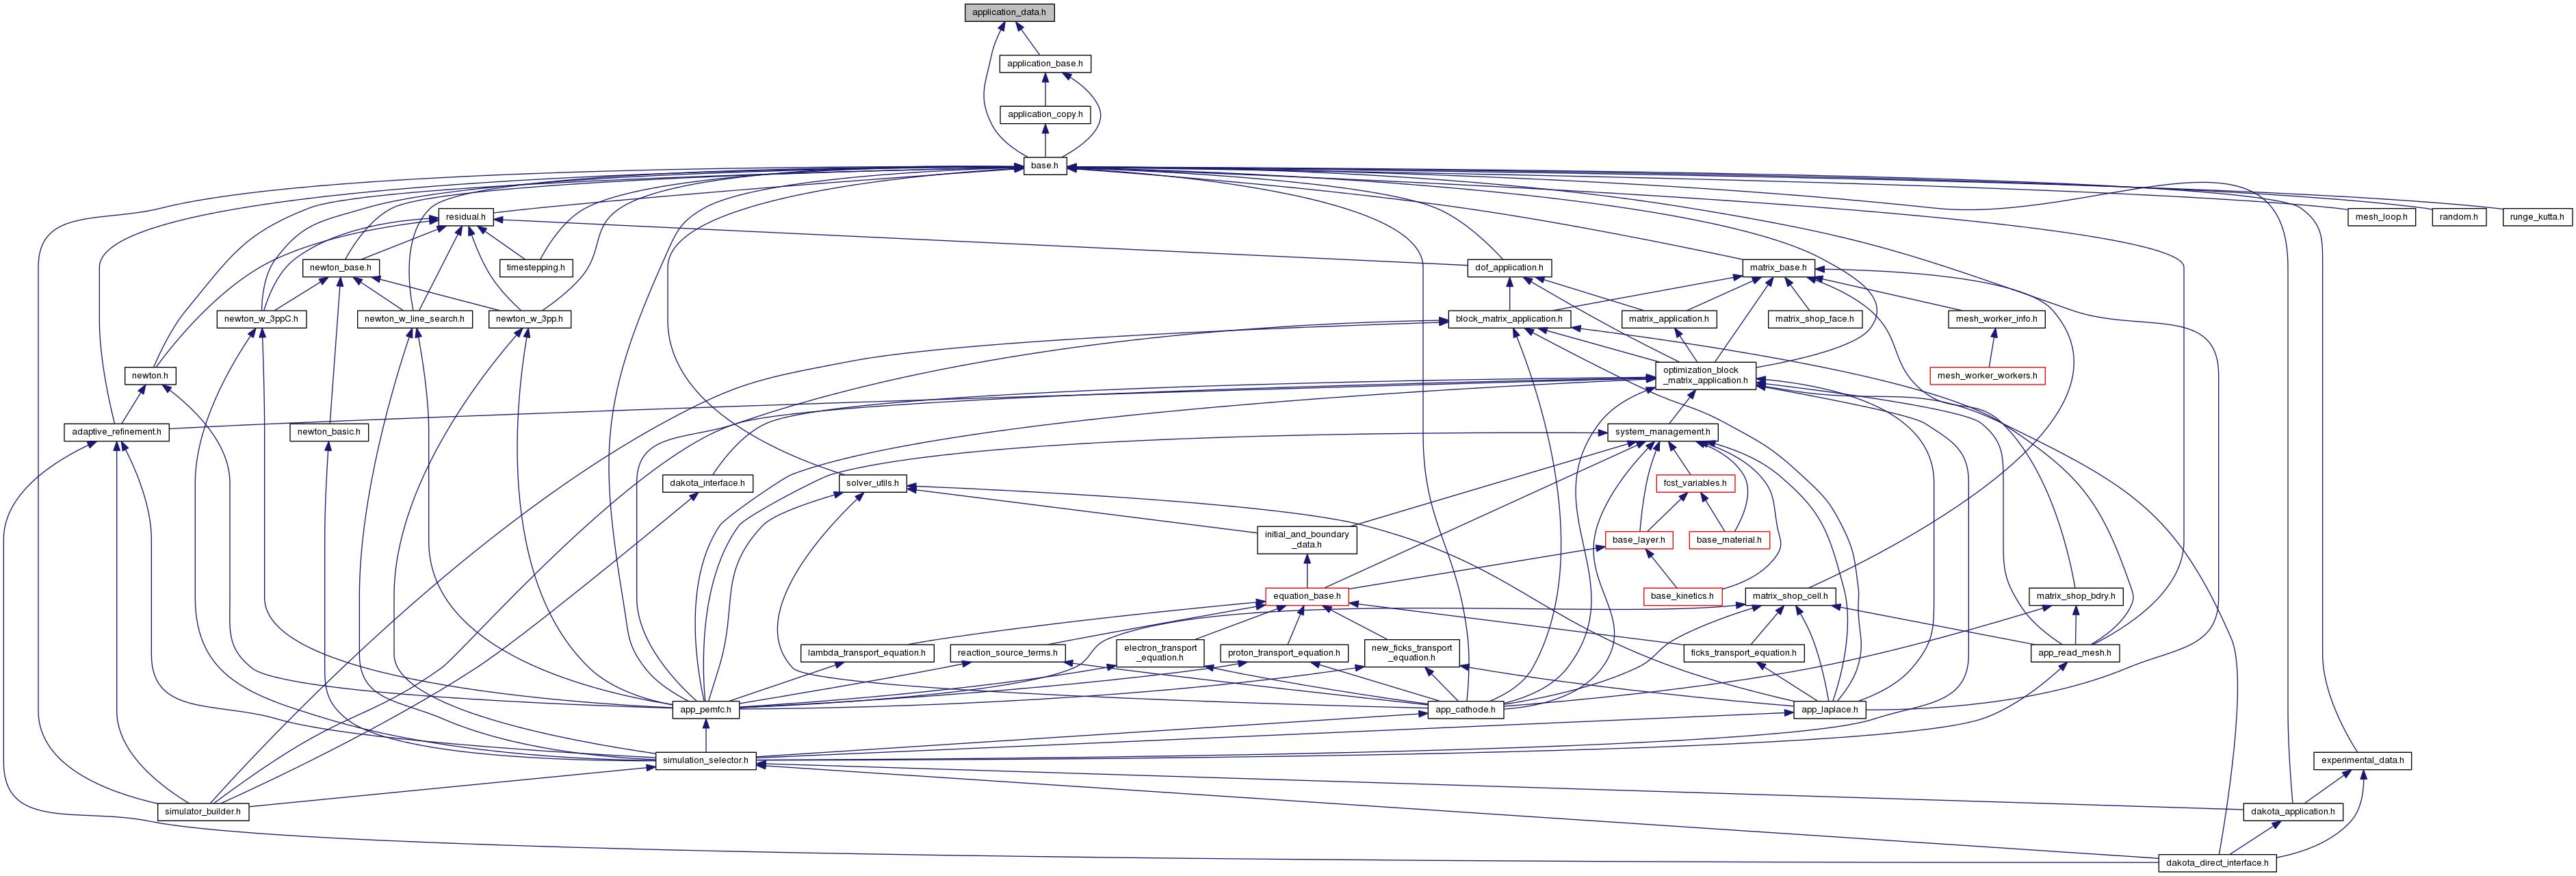 application_data.h
application_base.h
application_copy.h
base.h
residual.h
mesh_loop.h
random.h
runge_kutta.h
newton_base.h
timestepping.h
dof_application.h
matrix_base.h
newton_w_3ppC.h
newton_w_line_search.h
newton_w_3pp.h
block_matrix_application.h
matrix_application.h
matrix_shop_face.h
mesh_worker_info.h
newton.h
optimization_block
_matrix_application.h
mesh_worker_workers.h
adaptive_refinement.h
newton_basic.h
system_management.h
dakota_interface.h
solver_utils.h
fcst_variables.h
initial_and_boundary
_data.h
base_layer.h
base_material.h
equation_base.h
base_kinetics.h
matrix_shop_cell.h
matrix_shop_bdry.h
lambda_transport_equation.h
reaction_source_terms.h
electron_transport
_equation.h
proton_transport_equation.h
new_ficks_transport
_equation.h
ficks_transport_equation.h
app_read_mesh.h
app_pemfc.h
app_cathode.h
app_laplace.h
simulation_selector.h
experimental_data.h
simulator_builder.h
dakota_application.h
dakota_direct_interface.h